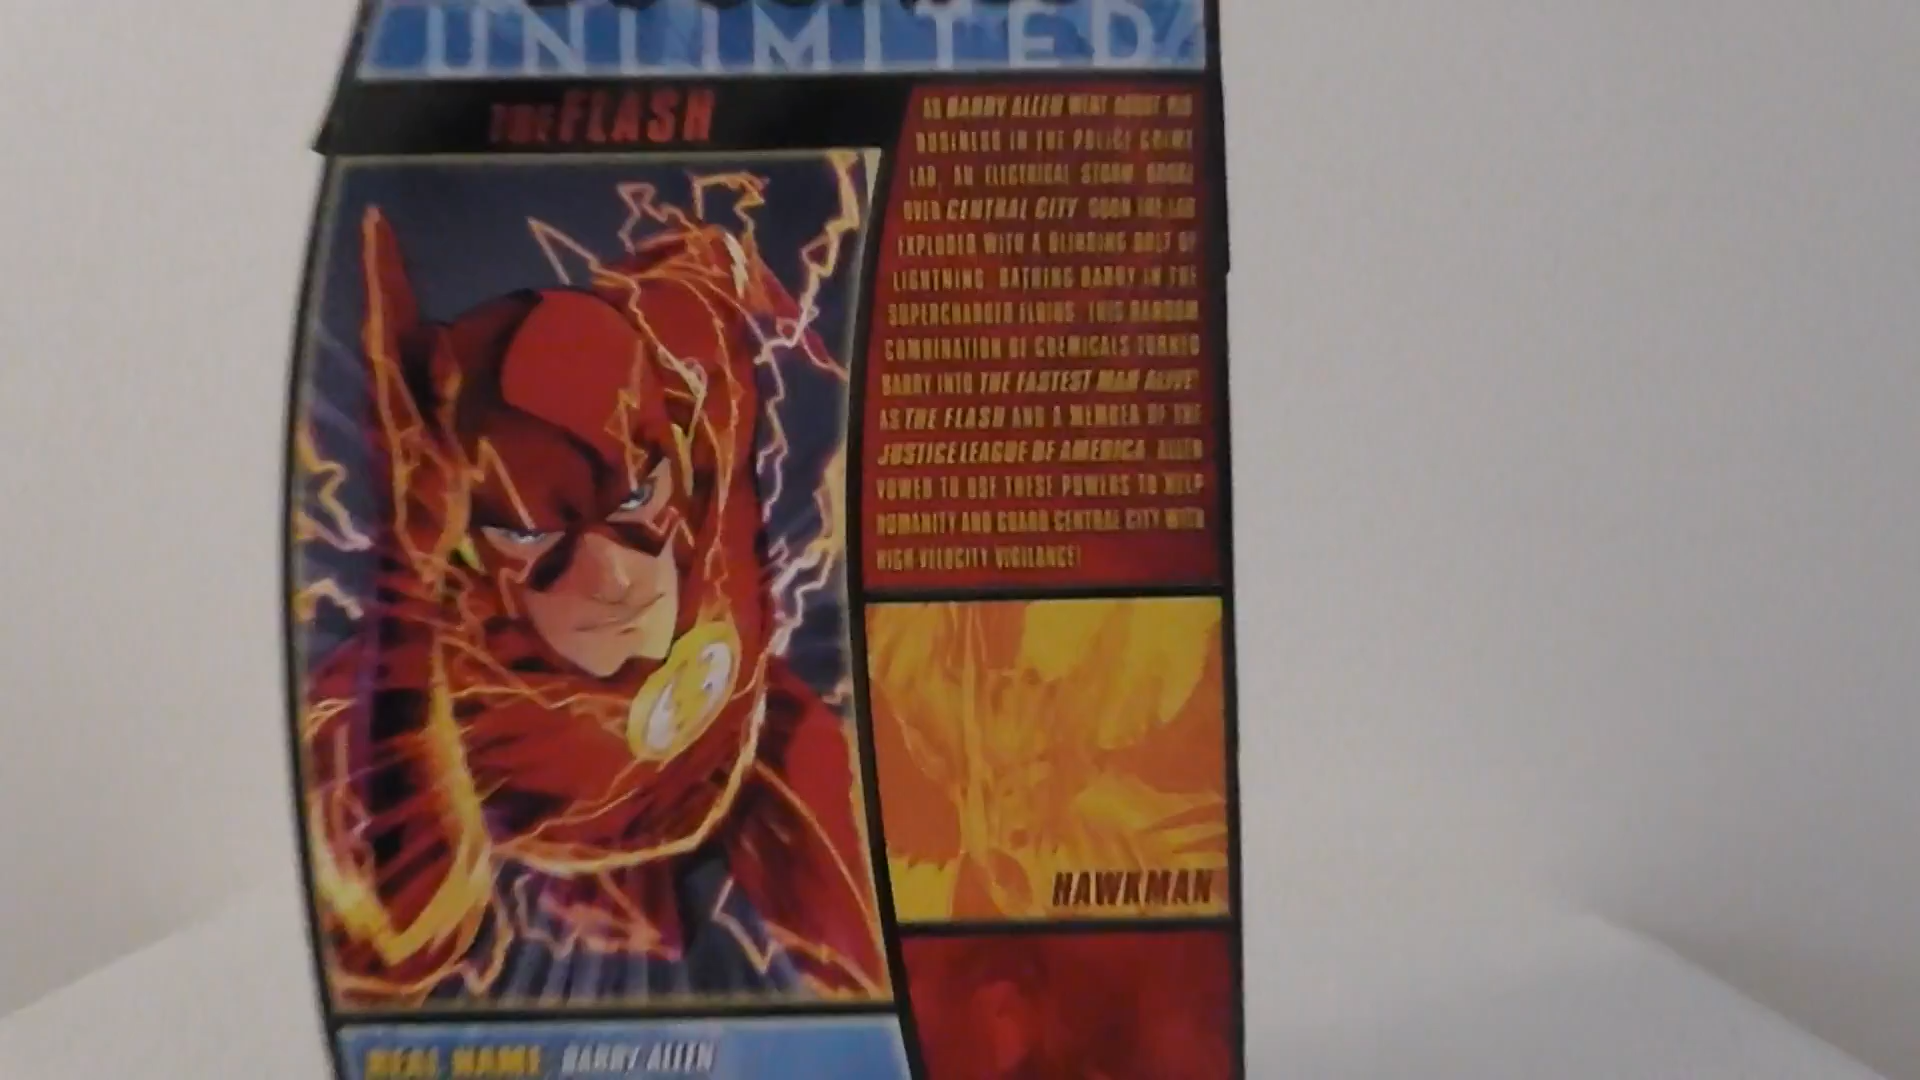 UNLIMITED
THE FLASH
AS BARRY ALLEN WENT ABOUT HIS
BUSINESS IN THE POLICE CRIME
LAB, AN ELECTRICAL STORM BROKE
OVER CENTRAL CITY. SOON THE LAB
EXPLODED WITH A BLINDING BOLT OF
LIGHTNING, BATHING BARRY IN THE
SUPERCHARGED FLUIDS. THIS RANDOM
COMBINATION OF CHEMICALS TURNED
BARRY INTO THE FASTEST MAN ALIVE!
AS THE FLASH AND A MEMBER OF THE
JUSTICE LEAGUE OF AMERICA, ALLEN
VOWED TO USE THESE POWERS TO HELP
HUMANITY AND GUARD CENTRAL CITY WITH
HIGH-VELOCITY VIGILANCE!
HAWKMAN
REAL NAME: BARRY ALLEN